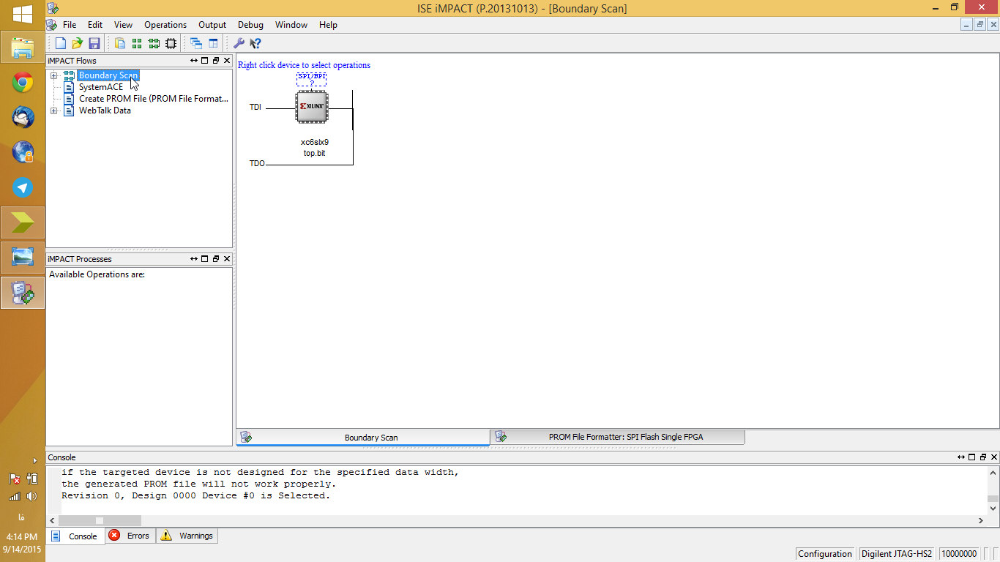 ISE iMPACT (P.20131013) - [Boundary Scan]
File Edit View Operations Output Debug Window Help
iMPACT Flows
Boundary Scan
SystemACE
Create PROM File (PROM File Format...
WebTalk Data
iMPACT Processes
Available Operations are:
Right click device to select operations
SPI/BPI
?
TDI
XILINX
xc6slx9
top.bit
TDO
Boundary Scan
PROM File Formatter: SPI Flash Single FPGA
Console
if the targeted device is not designed for the specified data width,
the generated PROM file will not work properly.
Revision 0, Design 0000 Device #0 is Selected.
Console
Errors
Warnings
Configuration
Digilent JTAG-HS2
10000000
فا
4:14 PM
9/14/2015